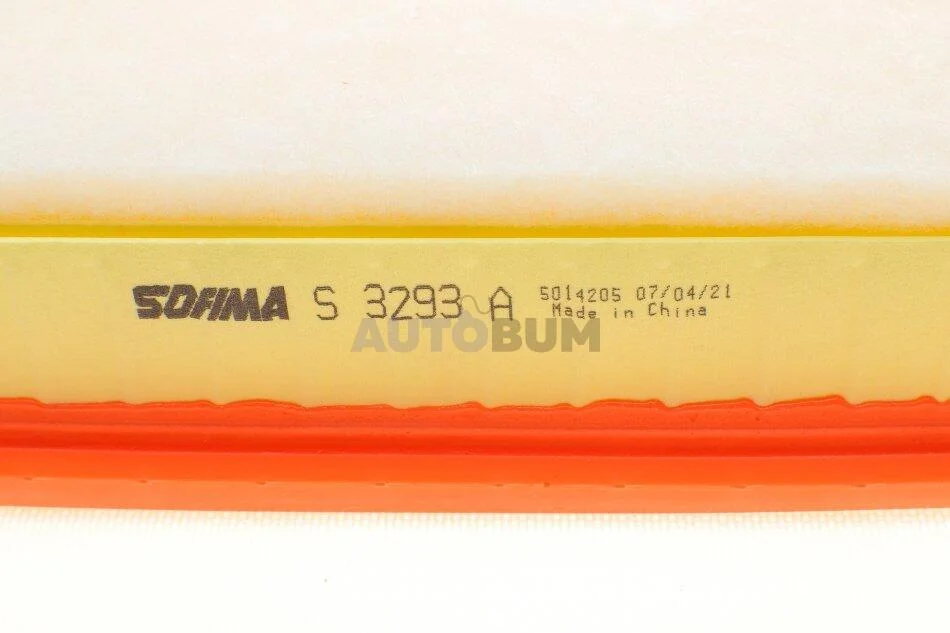 SOFIMA S 3293 A 5014205 07/04/21
Made in China
AUTOBUM